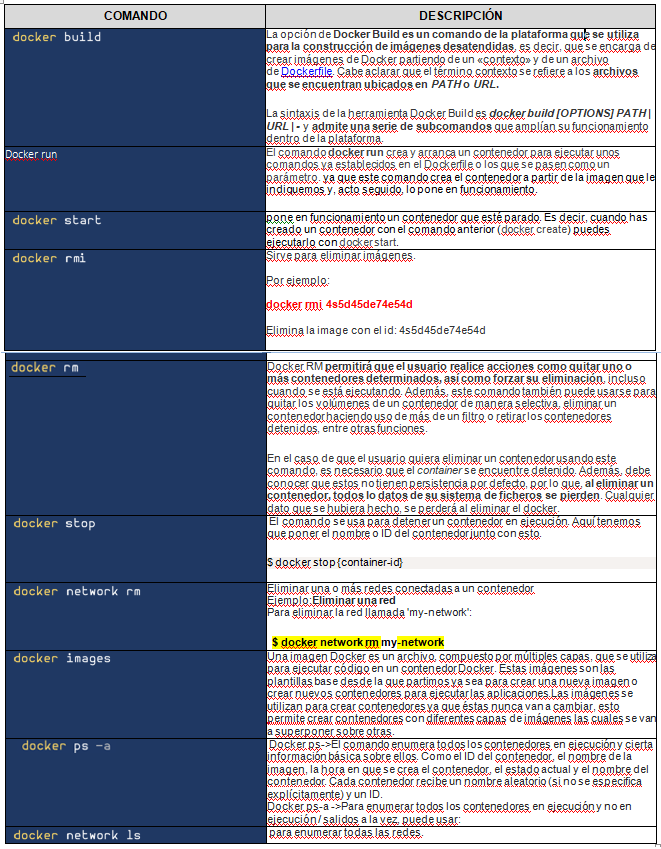 COMANDO
DESCRIPCIÓN
docker build
La opción de Docker Build es un comando de la plataforma que se utiliza
para la construcción de imágenes desatendidas, es decir, que se encarga de
crear imágenes de Docker partiendo de un «contexto» y de un archivo
de Dockerfile. Cabe aclarar que el término contexto se refiere a los archivos
que se encuentran ubicados en PATH o URL.
La sintaxis de la herramienta Docker Build es docker build [OPTIONS] PATH |
URL | - y admite una serie de subcomandos que amplían su funcionamiento
dentro de la plataforma.
Docker run
El comando docker run crea y arranca un contenedor para ejecutar unos
comandos ya establecidos en el Dockerfile o los que se pasen como un
parámetro. ya que este comando crea el contenedor a partir de la imagen que le
indiquemos y, acto seguido, lo pone en funcionamiento.
docker start
pone en funcionamiento un contenedor que esté parado. Es decir, cuando has
creado un contenedor con el comando anterior (docker create) puedes
ejecutarlo con docker start.
docker rmi
Sirve para eliminar imágenes.
Por ejemplo:
docker rmi 4s5d45de74e54d
Elimina la image con el id: 4s5d45de74e54d
docker rm
Docker RM permitirá que el usuario realice acciones como quitar uno o
más contenedores determinados, así como forzar su eliminación, incluso
cuando se está ejecutando. Además, este comando también puede usarse para
quitar los volúmenes de un contenedor de manera selectiva, eliminar un
contenedor haciendo uso de más de un filtro o retirar los contenedores
detenidos, entre otras funciones.
En el caso de que el usuario quiera eliminar un contenedor usando este
comando, es necesario que el container se encuentre detenido. Además, debe
conocer que estos no tienen persistencia por defecto, por lo que, al eliminar un
contenedor, todos lo datos de su sistema de ficheros se pierden. Cualquier
dato que se hubiera hecho, se perderá al eliminar el docker.
docker stop
El comando se usa para detener un contenedor en ejecución. Aquí tenemos
que poner el nombre o ID del contenedor junto con esto.
$ docker stop {container-id}
docker network rm
Eliminar una o más redes conectadas a un contenedor.
Ejemplo: Eliminar una red
Para eliminar la red llamada 'my-network':
$ docker network rm my-network
docker images
Una imagen Docker es un archivo, compuesto por múltiples capas, que se utiliza
para ejecutar código en un contenedor Docker. Estas imágenes son las
plantillas base desde la que partimos ya sea para crear una nueva imagen o
crear nuevos contenedores para ejecutar las aplicaciones.Las imágenes se
utilizan para crear contenedores ya que éstas nunca van a cambiar, esto
permite crear contenedores con diferentes capas de imágenes las cuales se van
a superponer sobre otras.
docker ps -a
Docker ps->El comando enumera todos los contenedores en ejecución y cierta
información básica sobre ellos. Como el ID del contenedor, el nombre de la
imagen, la hora en que se crea el contenedor, el estado actual y el nombre del
contenedor. Cada contenedor recibe un nombre aleatorio (si no se especifica
explícitamente) y un ID.
Docker ps-a ->Para enumerar todos los contenedores en ejecución y no en
ejecución / salidos a la vez, puede usar:
docker network ls
para enumerar todas las redes.